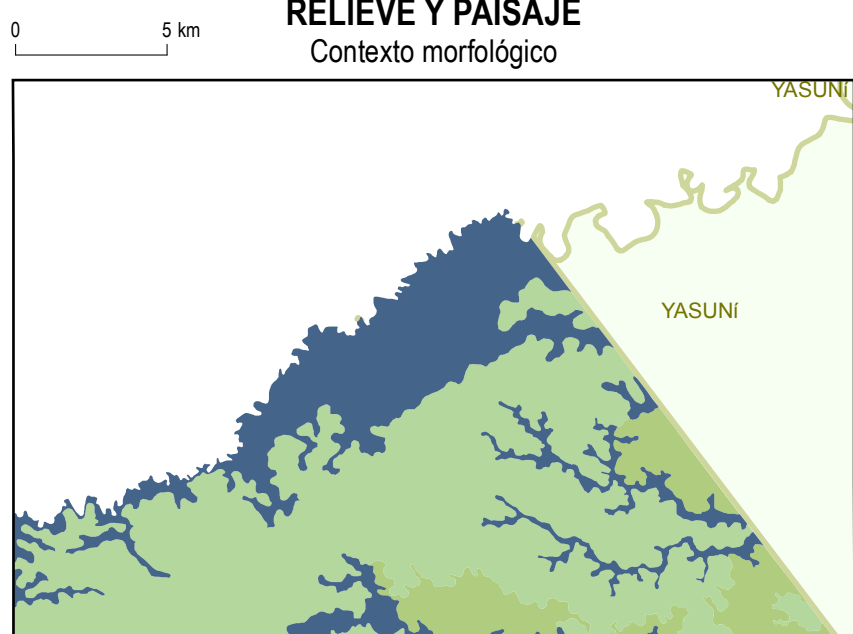 RELIEVE Y PAISAJE
0 5 km
Contexto morfológico
YASUNí
YASUNí